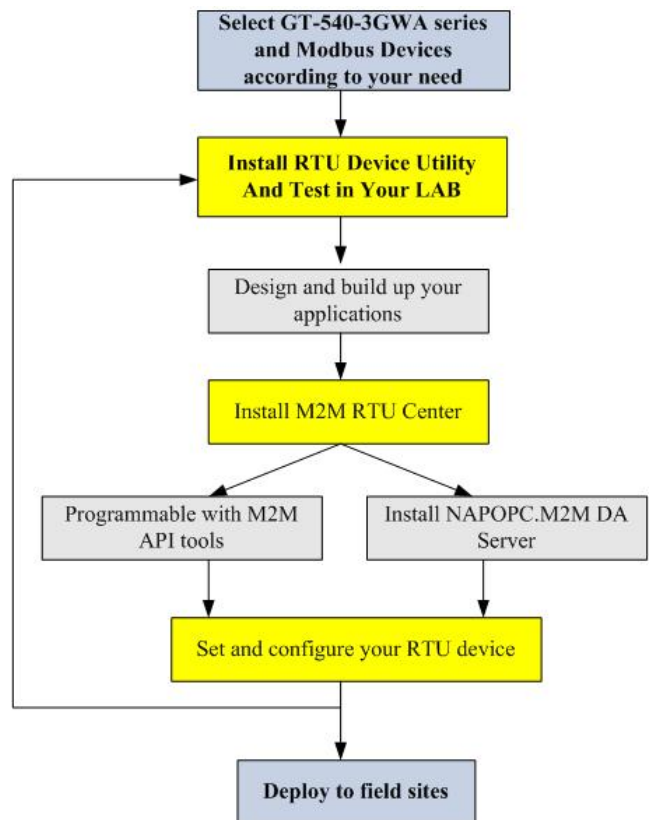 Select GT-540-3GWA series
and Modbus Devices
according to your need
Install RTU Device Utility
And Test in Your LAB
Design and build up your
applications
Install M2M RTU Center
Programmable with M2M
API tools
Install NAPOPC.M2M DA
Server
Set and configure your RTU device
Deploy to field sites